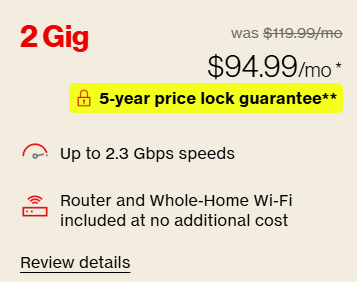 2 Gig
was $119.99/mo
$94.99/mo *
5-year price lock guarantee**
Up to 2.3 Gbps speeds
Router and Whole-Home Wi-Fi
included at no additional cost
Review details